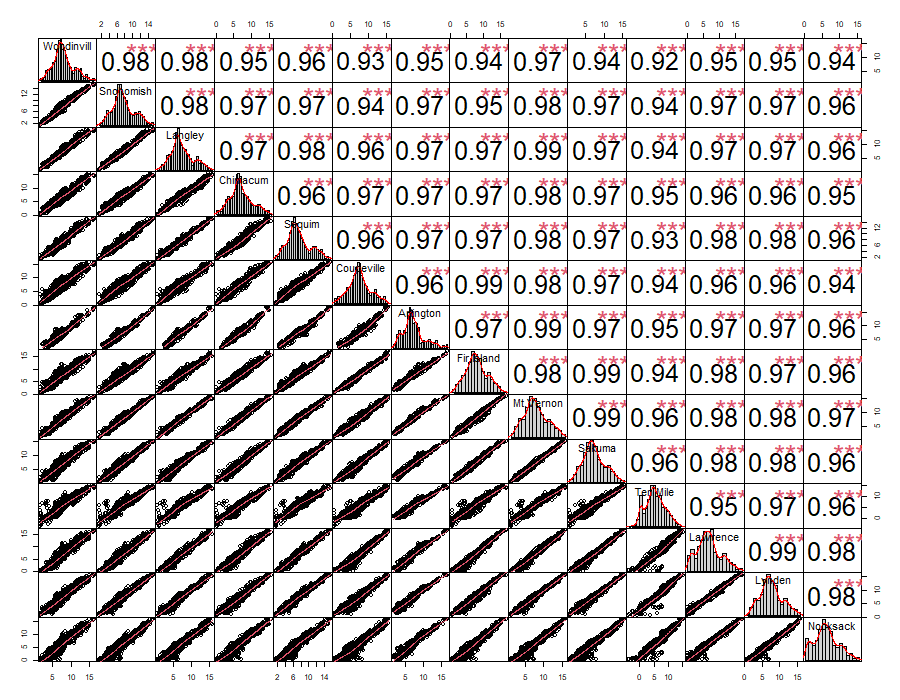 2 6 10 14 0 5 10 15 0 5 10 15 0 5 10 15 5 10 15 0 5 10 15 0 5 10 15
Woodinvill 0.98 *** 0.98 *** 0.95 *** 0.96 *** 0.93 *** 0.95 *** 0.94 *** 0.97 *** 0.94 *** 0.92 *** 0.95 *** 0.95 *** 0.94 *** 5 10
2 6 12 Snohomish 0.98 *** 0.97 *** 0.97 *** 0.94 *** 0.97 *** 0.95 *** 0.98 *** 0.97 *** 0.94 *** 0.97 *** 0.97 *** 0.96 ***
Langley 0.97 *** 0.98 *** 0.96 *** 0.97 *** 0.97 *** 0.99 *** 0.97 *** 0.94 *** 0.97 *** 0.97 *** 0.96 *** 5 10
0 5 10 Chimacum 0.96 *** 0.97 *** 0.97 *** 0.97 *** 0.98 *** 0.97 *** 0.95 *** 0.96 *** 0.96 *** 0.95 ***
Sequim 0.96 *** 0.97 *** 0.97 *** 0.98 *** 0.97 *** 0.93 *** 0.98 *** 0.98 *** 0.96 *** 2 6 12
0 5 15 Coupeville 0.96 *** 0.99 *** 0.98 *** 0.97 *** 0.94 *** 0.96 *** 0.96 *** 0.94 ***
Arlington 0.97 *** 0.99 *** 0.97 *** 0.95 *** 0.97 *** 0.97 *** 0.96 *** 5 10
0 5 15 Fir Island 0.98 *** 0.99 *** 0.94 *** 0.98 *** 0.97 *** 0.96 ***
Mt. Vernon 0.99 *** 0.96 *** 0.98 *** 0.98 *** 0.97 *** 5 10
5 10 Sakuma 0.96 *** 0.98 *** 0.98 *** 0.96 ***
Ten Mile 0.95 *** 0.97 *** 0.96 *** 0 10
0 5 15 Lawrence 0.99 *** 0.98 ***
Lynden 0.98 *** 0 5 10
0 5 15 Nooksack
5 10 15 5 10 15 2 6 10 14 5 10 15 5 10 15 0 5 10 0 5 10 15